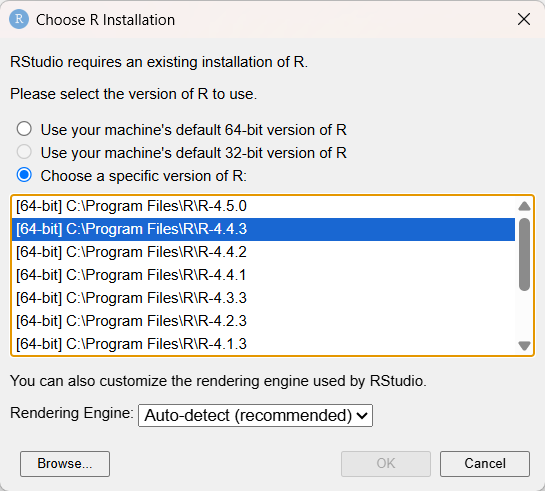 R Choose R Installation
RStudio requires an existing installation of R.
Please select the version of R to use.
Use your machine's default 64-bit version of R
Use your machine's default 32-bit version of R
Choose a specific version of R:
[64-bit] C:\Program Files\R\R-4.5.0
[64-bit] C:\Program Files\R\R-4.4.3
[64-bit] C:\Program Files\R\R-4.4.2
[64-bit] C:\Program Files\R\R-4.4.1
[64-bit] C:\Program Files\R\R-4.3.3
[64-bit] C:\Program Files\R\R-4.2.3
[64-bit] C:\Program Files\R\R-4.1.3
You can also customize the rendering engine used by RStudio.
Rendering Engine: Auto-detect (recommended)
Browse... OK Cancel